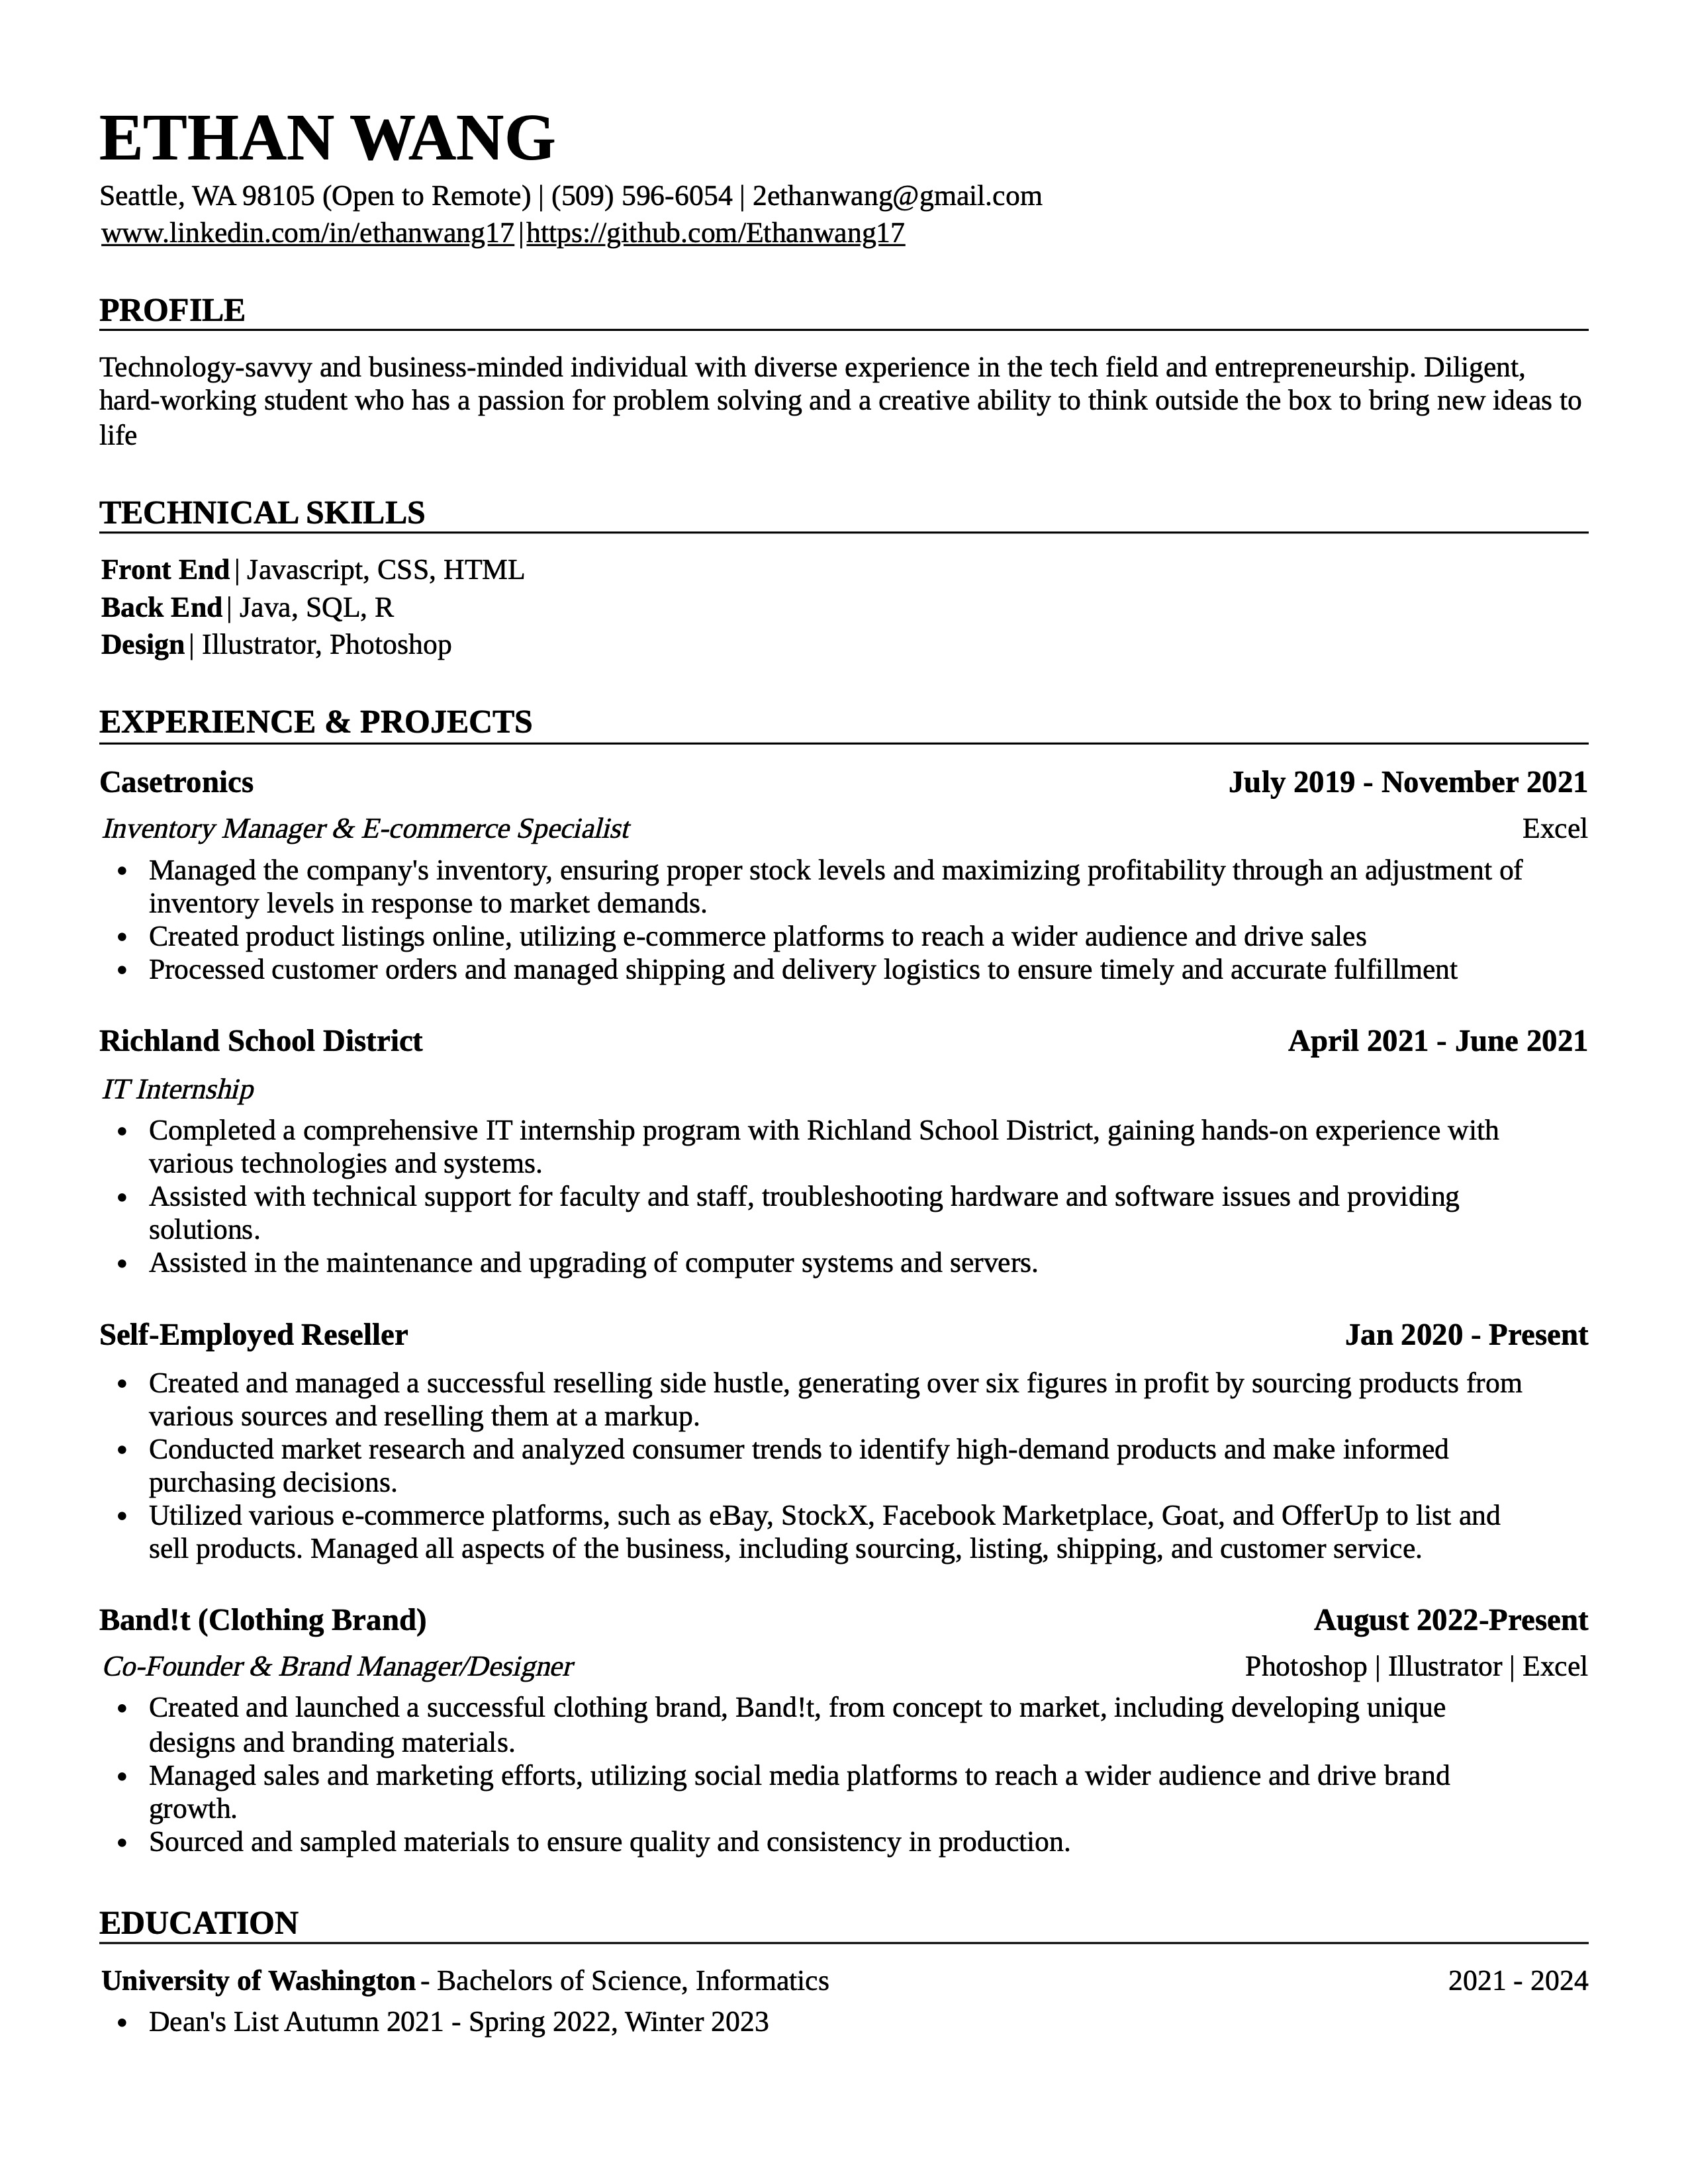 ETHAN WANG
Seattle, WA 98105 (Open to Remote) | (509) 596-6054 | 2ethanwang@gmail.com
www.linkedin.com/in/ethanwang17 | https://github.com/Ethanwang17
PROFILE
Technology-savvy and business-minded individual with diverse experience in the tech field and entrepreneurship. Diligent,
hard-working student who has a passion for problem solving and a creative ability to think outside the box to bring new ideas to
life
TECHNICAL SKILLS
Front End | Javascript, CSS, HTML
Back End | Java, SQL, R
Design | Illustrator, Photoshop
EXPERIENCE & PROJECTS
Casetronics July 2019 - November 2021
Inventory Manager & E-commerce Specialist Excel
• Managed the company's inventory, ensuring proper stock levels and maximizing profitability through an adjustment of
inventory levels in response to market demands.
• Created product listings online, utilizing e-commerce platforms to reach a wider audience and drive sales
• Processed customer orders and managed shipping and delivery logistics to ensure timely and accurate fulfillment
Richland School District April 2021 - June 2021
IT Internship
• Completed a comprehensive IT internship program with Richland School District, gaining hands-on experience with
various technologies and systems.
• Assisted with technical support for faculty and staff, troubleshooting hardware and software issues and providing
solutions.
• Assisted in the maintenance and upgrading of computer systems and servers.
Self-Employed Reseller Jan 2020 - Present
• Created and managed a successful reselling side hustle, generating over six figures in profit by sourcing products from
various sources and reselling them at a markup.
• Conducted market research and analyzed consumer trends to identify high-demand products and make informed
purchasing decisions.
• Utilized various e-commerce platforms, such as eBay, StockX, Facebook Marketplace, Goat, and OfferUp to list and
sell products. Managed all aspects of the business, including sourcing, listing, shipping, and customer service.
Band!t (Clothing Brand) August 2022-Present
Co-Founder & Brand Manager/Designer Photoshop | Illustrator | Excel
• Created and launched a successful clothing brand, Band!t, from concept to market, including developing unique
designs and branding materials.
• Managed sales and marketing efforts, utilizing social media platforms to reach a wider audience and drive brand
growth.
• Sourced and sampled materials to ensure quality and consistency in production.
EDUCATION
University of Washington - Bachelors of Science, Informatics 2021 - 2024
• Dean's List Autumn 2021 - Spring 2022, Winter 2023